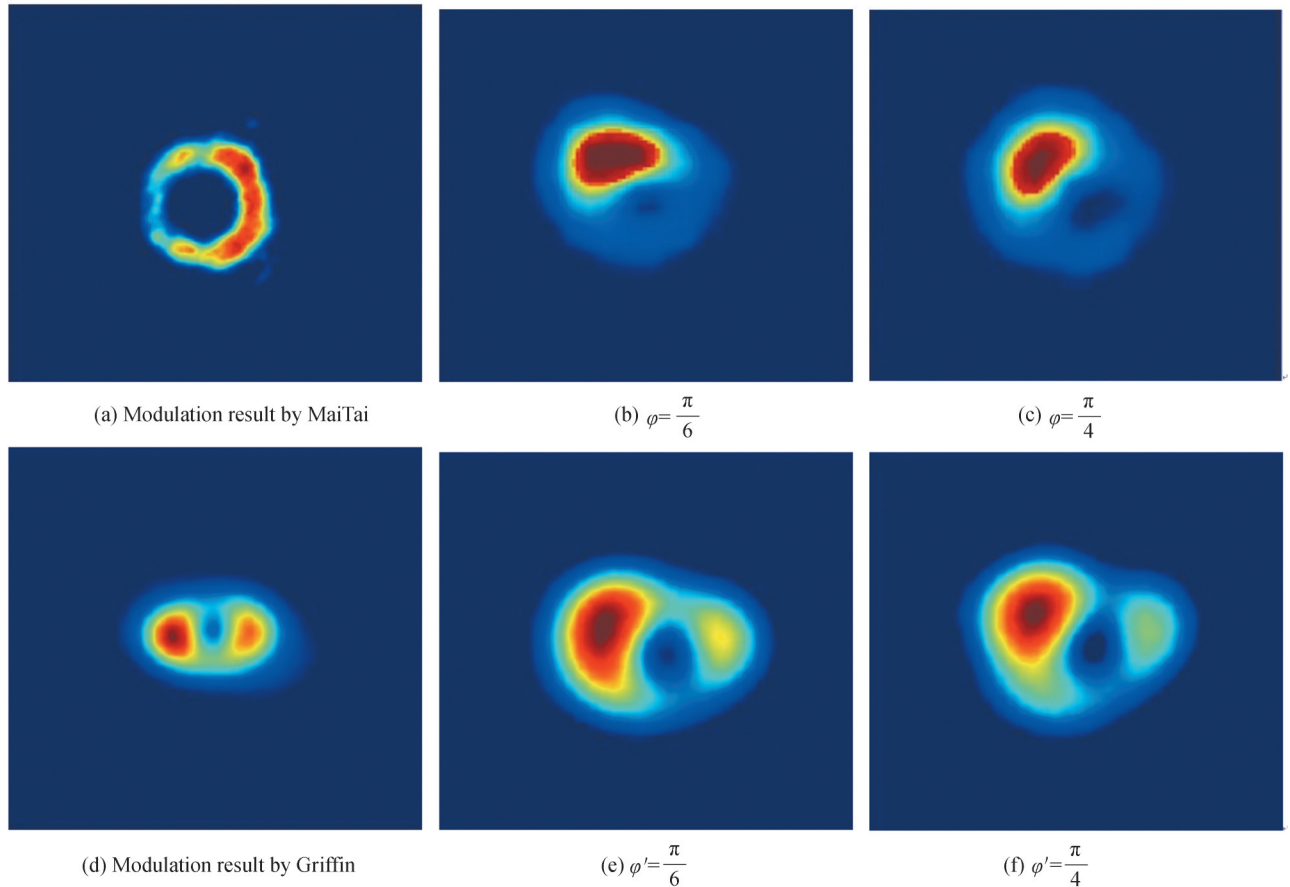 (a) Modulation result by MaiTai
(b) φ=π/6
(c) φ=π/4
(d) Modulation result by Griffin
(e) φ′=π/6
(f) φ′=π/4